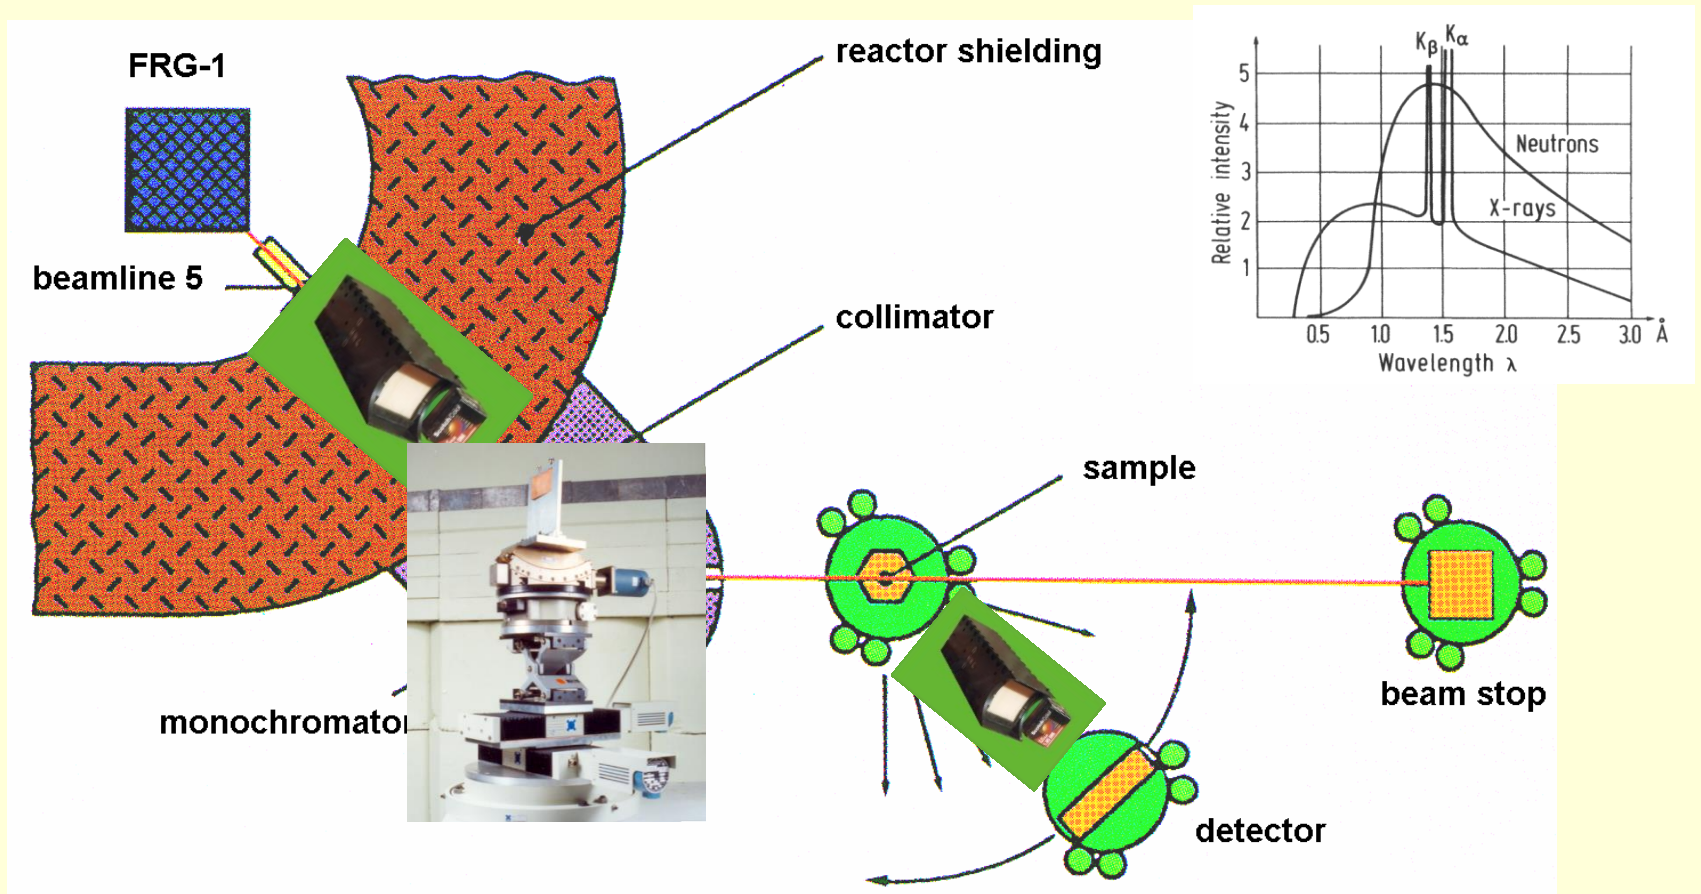 FRG-1
reactor shielding
beamline 5
collimator
sample
monochromator
beam stop
detector
Kβ Kα
5
4
3
2
1
Relative intensity
Neutrons
X-rays
0.5 1.0 1.5 2.0 2.5 3.0 Å
Wavelength λ